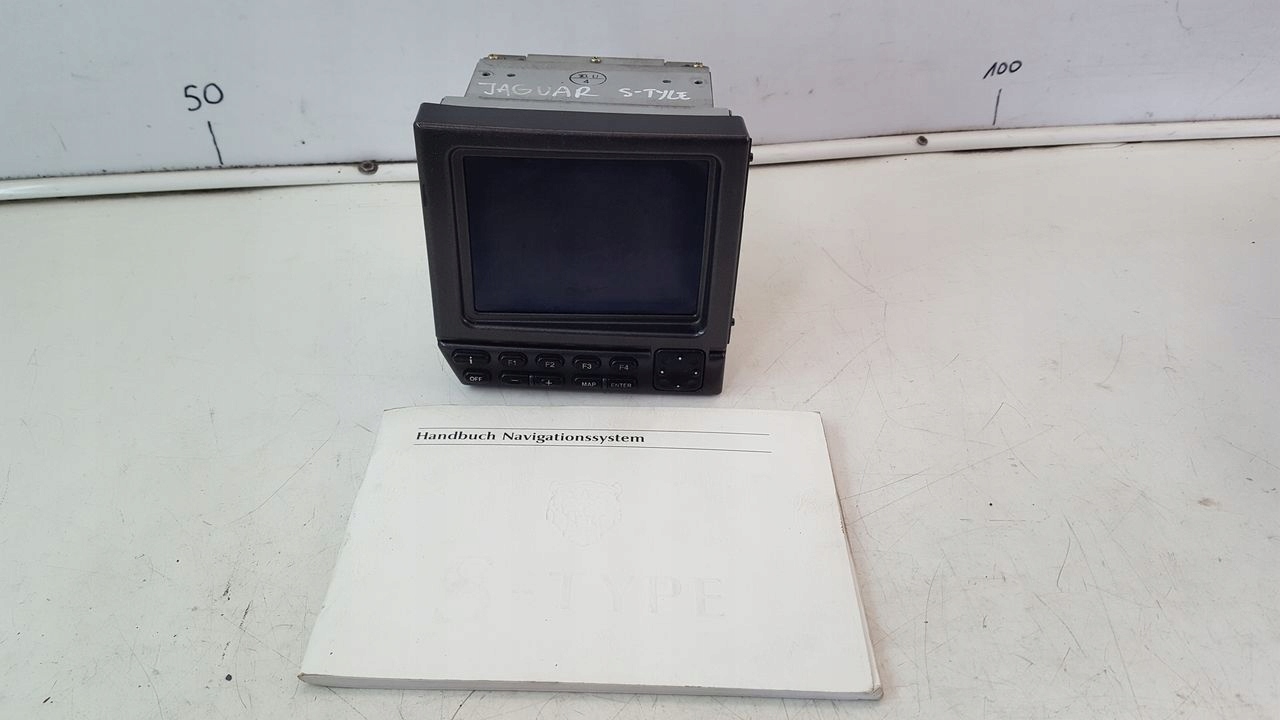 50
100
JAGUAR S-TYLE
i F1 F2 F3 F4
OFF - + MAP ENTER
Handbuch Navigationssystem
S-TYPE